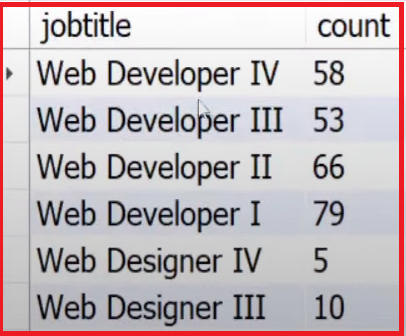 jobtitle count
Web Developer IV 58
Web Developer III 53
Web Developer II 66
Web Developer I 79
Web Designer IV 5
Web Designer III 10